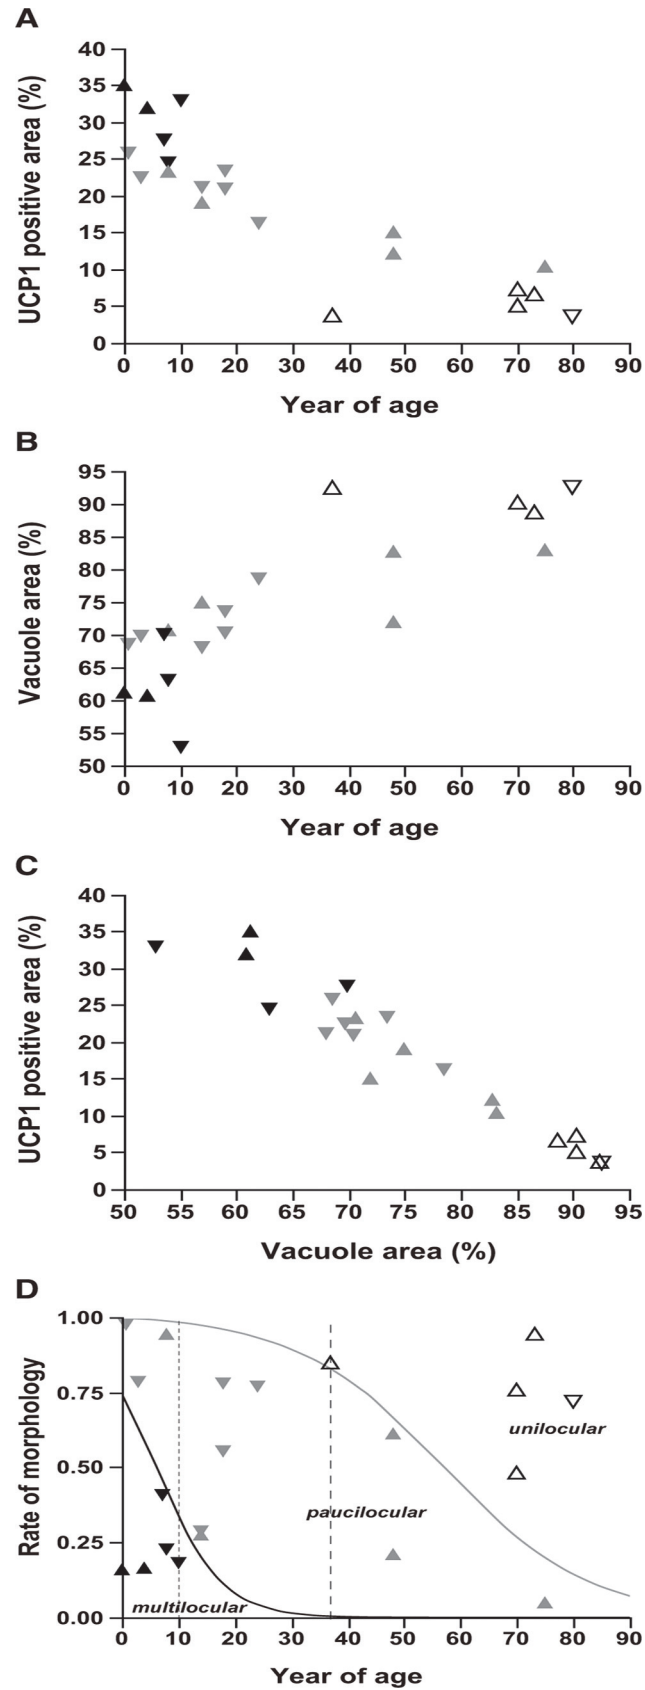 A
UCP1 positive area (%)
40
35
30
25
20
15
10
5
0
0 10 20 30 40 50 60 70 80 90
Year of age
B
Vacuole area (%)
95
90
85
80
75
70
65
60
55
50
0 10 20 30 40 50 60 70 80 90
Year of age
C
UCP1 positive area (%)
40
35
30
25
20
15
10
5
0
50 55 60 65 70 75 80 85 90 95
Vacuole area (%)
D
Rate of morphology
1.00
0.75
0.50
0.25
0.00
unilocular
paucilocular
multilocular
0 10 20 30 40 50 60 70 80 90
Year of age